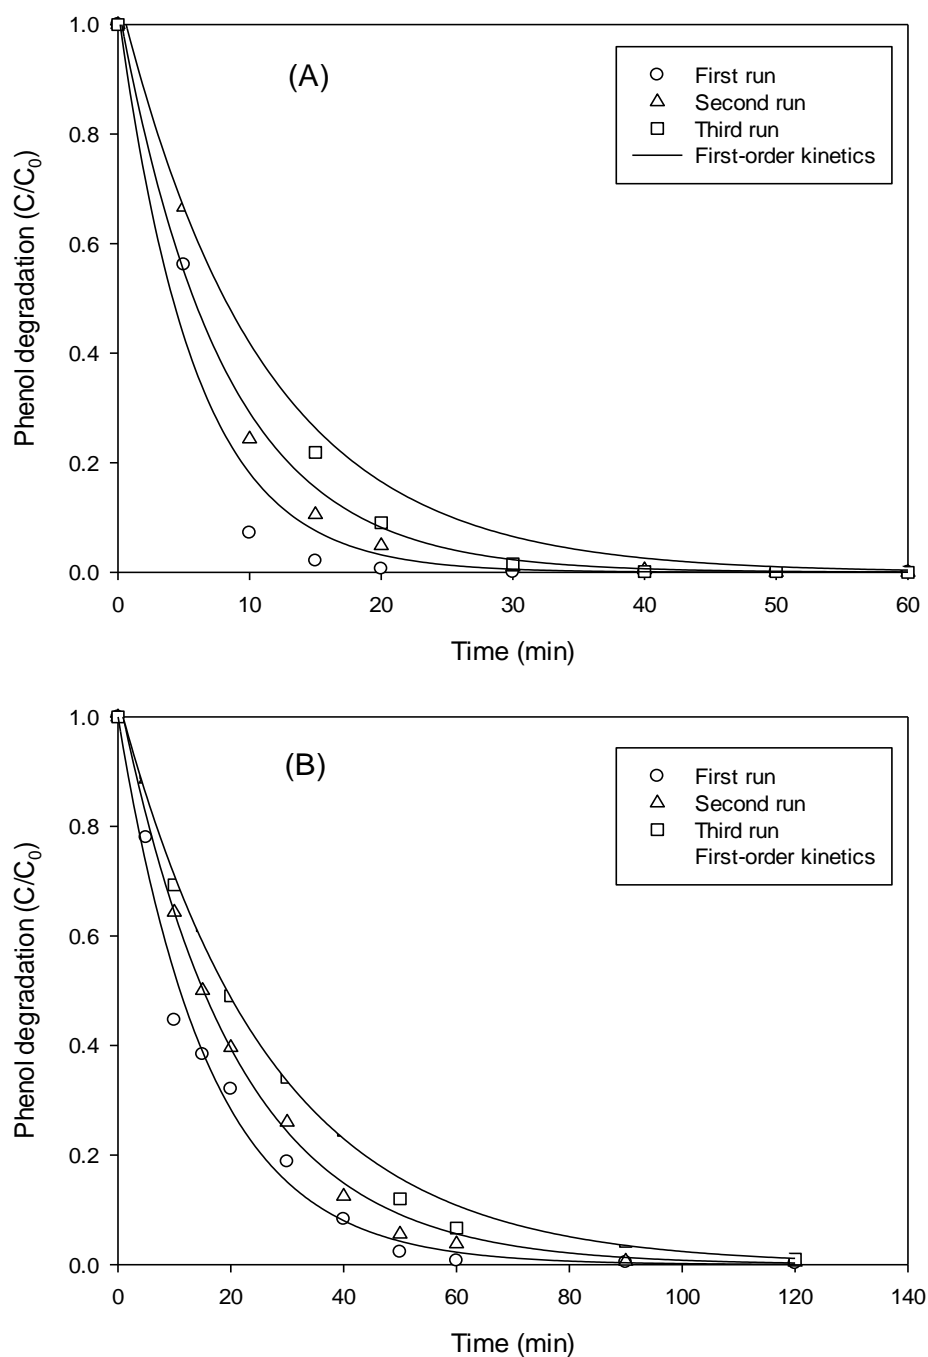 (A)
First run
Second run
Third run
First-order kinetics
Phenol degradation (C/C0)
1.0
0.8
0.6
0.4
0.2
0.0
0 10 20 30 40 50 60
Time (min)
(B)
First run
Second run
Third run
First-order kinetics
Phenol degradation (C/C0)
1.0
0.8
0.6
0.4
0.2
0.0
0 20 40 60 80 100 120 140
Time (min)